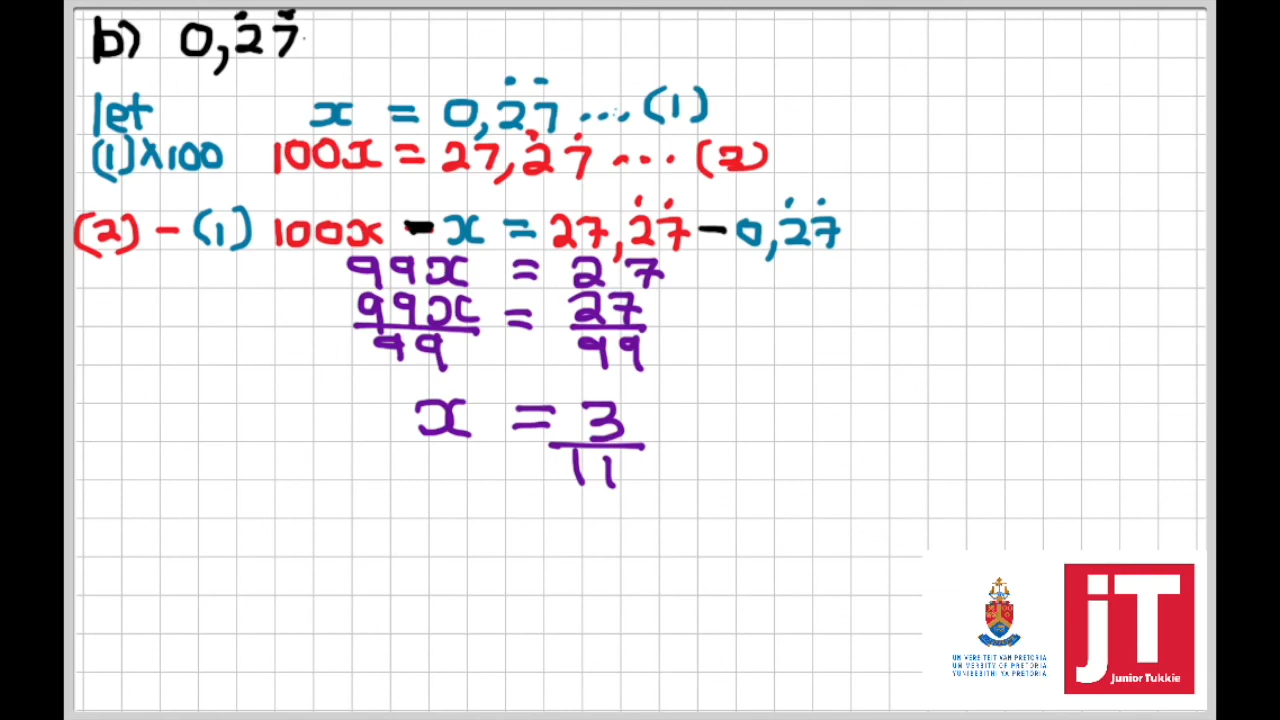 b) 0,2̇7̇
let x = 0,2̇7̇ ... (1)
(1)×100 100x = 27,2̇7̇ ... (2)
(2) - (1) 100x - x = 27,2̇7̇ - 0,2̇7̇
99x = 27
99x/99 = 27/99
x = 3/11
UNIVERSITEIT VAN PRETORIA
UNIVERSITY OF PRETORIA
YUNIBESITHI YA PRETORIA
jT
Junior Tukkie